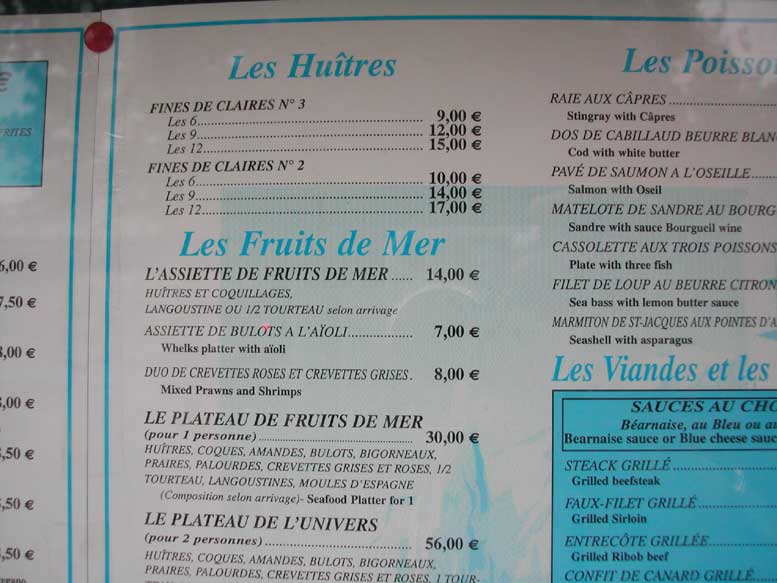 €
FRITES
6,00 €
7,50 €
8,00 €
8,00 €
5,50 €
5,50 €
5,50 €
Les Huîtres
FINES DE CLAIRES N° 3
Les 6 9,00 €
Les 9 12,00 €
Les 12 15,00 €
FINES DE CLAIRES N° 2
Les 6 10,00 €
Les 9 14,00 €
Les 12 17,00 €
Les Fruits de Mer
L'ASSIETTE DE FRUITS DE MER ...... 14,00 €
HUÎTRES ET COQUILLAGES,
LANGOUSTINE OU 1/2 TOURTEAU selon arrivage
ASSIETTE DE BULOTS A L'AÏOLI 7,00 €
Whelks platter with aïoli
DUO DE CREVETTES ROSES ET CREVETTES GRISES. 8,00 €
Mixed Prawns and Shrimps
LE PLATEAU DE FRUITS DE MER
(pour 1 personne) 30,00 €
HUÎTRES, COQUES, AMANDES, BULOTS, BIGORNEAUX,
PRAIRES, PALOURDES, CREVETTES GRISES ET ROSES, 1/2
TOURTEAU, LANGOUSTINES, MOULES D'ESPAGNE
(Composition selon arrivage)- Seafood Platter for 1
LE PLATEAU DE L'UNIVERS
(pour 2 personnes) 56,00 €
HUÎTRES, COQUES, AMANDES, BULOTS, BIGORNEAUX,
PRAIRES, PALOURDES, CREVETTES GRISES ET ROSES, 1 TOUR-
Les Poisso
RAIE AUX CÂPRES
Stingray with Câpres
DOS DE CABILLAUD BEURRE BLAN
Cod with white butter
PAVÉ DE SAUMON A L'OSEILLE
Salmon with Oseil
MATELOTE DE SANDRE AU BOURG
Sandre with sauce Bourgueil wine
CASSOLETTE AUX TROIS POISSONS
Plate with three fish
FILET DE LOUP AU BEURRE CITRON
Sea bass with lemon butter sauce
MARMITON DE ST-JACQUES AUX POINTES D'A
Seashell with asparagus
Les Viandes et les
SAUCES AU CHO
Béarnaise, au Bleu ou au
Bearnaise sauce or Blue cheese sauc
STEACK GRILLÉ
Grilled beefsteak
FAUX-FILET GRILLÉ
Grilled Sirloin
ENTRECÔTE GRILLÉE
Grilled Ribob beef
CONFIT DE CANARD GRILLÉ